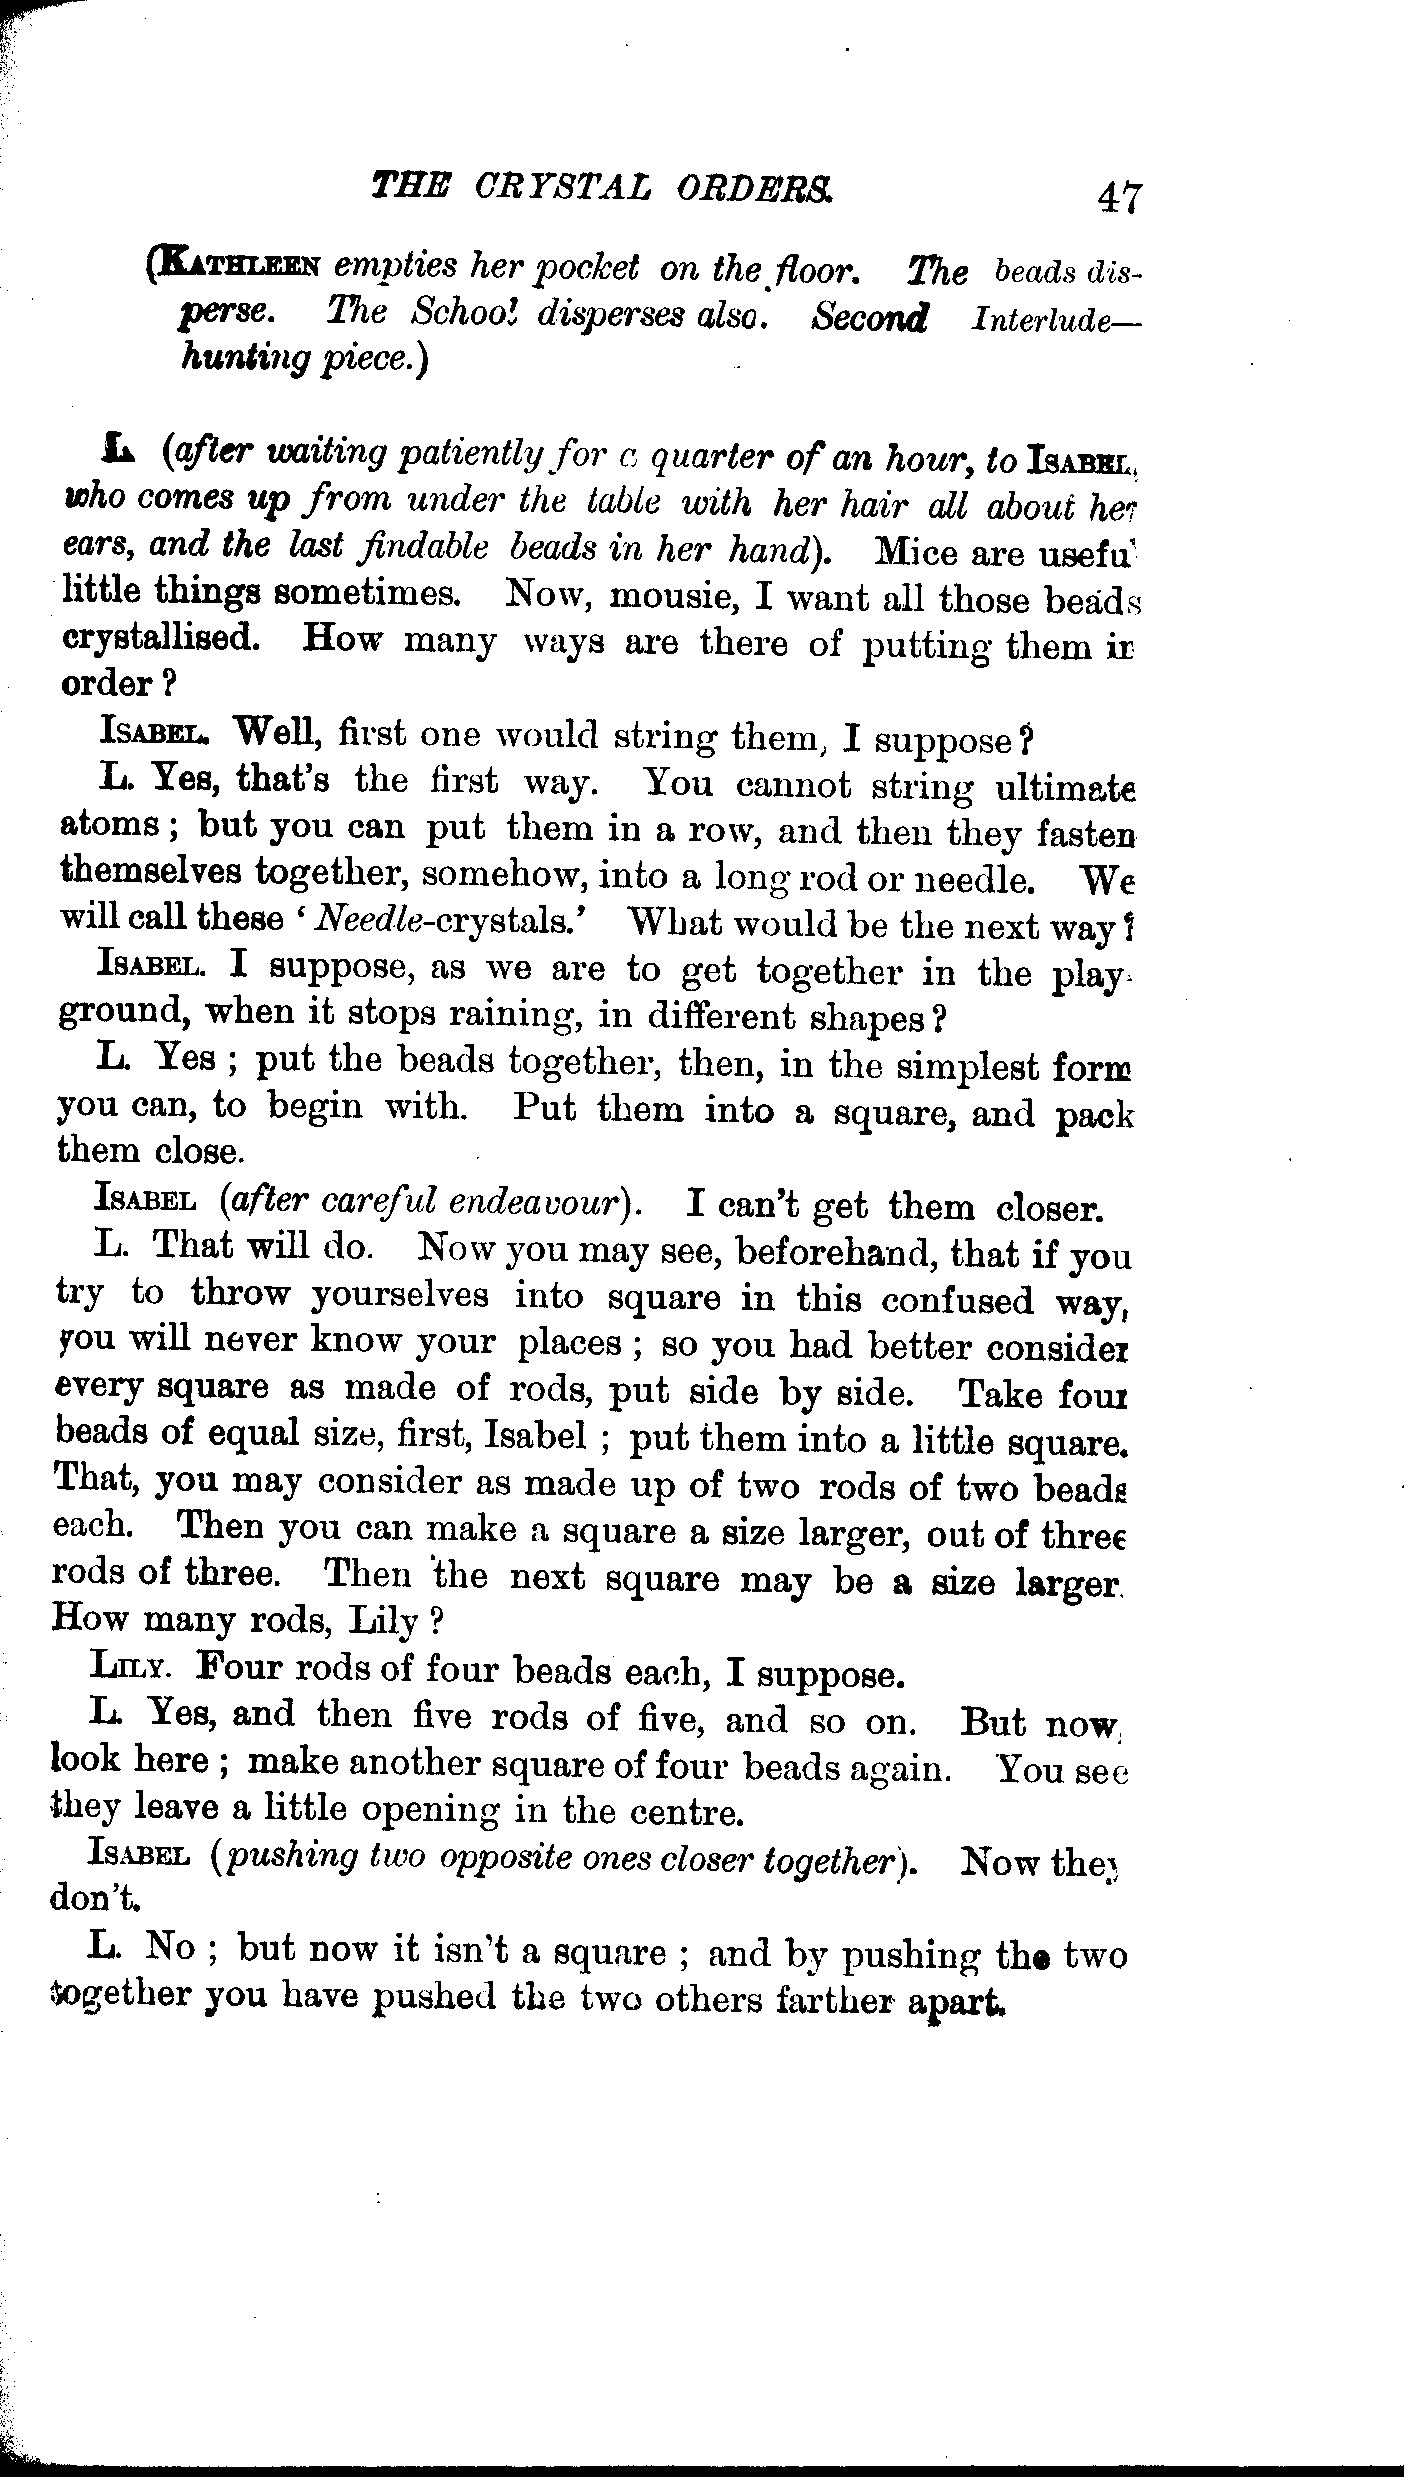 THE CRYSTAL ORDERS. 47
(KATHLEEN empties her pocket on the floor. The beads dis-
perse. The School disperses also. Second Interlude—
hunting piece.)
L. (after waiting patiently for a quarter of an hour, to ISABEL,
who comes up from under the table with her hair all about her
ears, and the last findable beads in her hand). Mice are useful
little things sometimes. Now, mousie, I want all those beads
crystallised. How many ways are there of putting them in
order?
ISABEL. Well, first one would string them, I suppose?
L. Yes, that's the first way. You cannot string ultimate
atoms; but you can put them in a row, and then they fasten
themselves together, somehow, into a long rod or needle. We
will call these 'Needle-crystals.' What would be the next way?
ISABEL. I suppose, as we are to get together in the play-
ground, when it stops raining, in different shapes?
L. Yes; put the beads together, then, in the simplest form
you can, to begin with. Put them into a square, and pack
them close.
ISABEL (after careful endeavour). I can't get them closer.
L. That will do. Now you may see, beforehand, that if you
try to throw yourselves into square in this confused way,
you will never know your places; so you had better consider
every square as made of rods, put side by side. Take four
beads of equal size, first, Isabel; put them into a little square.
That, you may consider as made up of two rods of two beads
each. Then you can make a square a size larger, out of three
rods of three. Then the next square may be a size larger.
How many rods, Lily?
LILY. Four rods of four beads each, I suppose.
L. Yes, and then five rods of five, and so on. But now,
look here; make another square of four beads again. You see
they leave a little opening in the centre.
ISABEL (pushing two opposite ones closer together). Now they
don't.
L. No; but now it isn't a square; and by pushing the two
together you have pushed the two others farther apart.